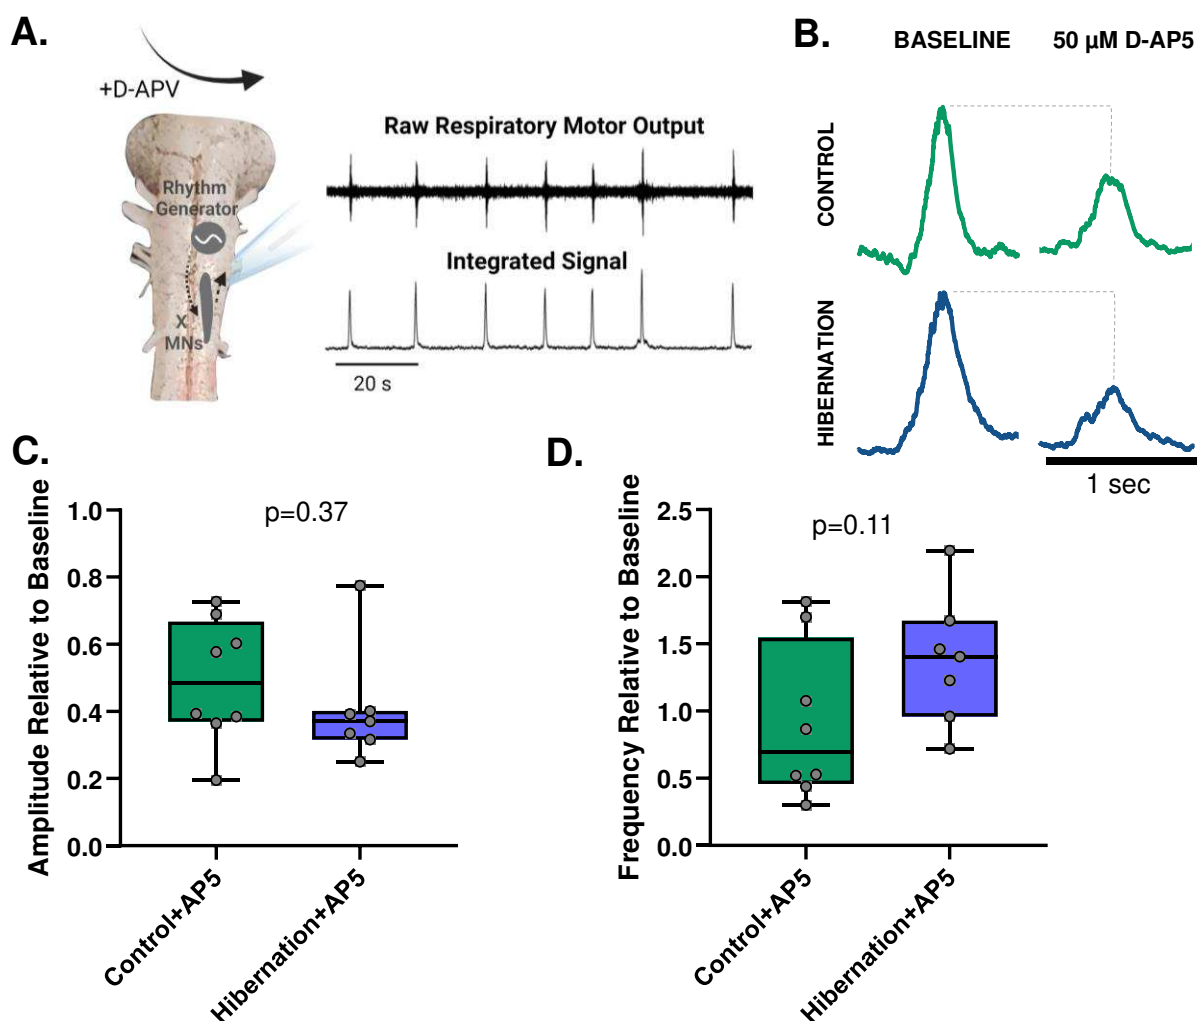 A.
+D-APV
Rhythm
Generator
X
MNs
Raw Respiratory Motor Output
Integrated Signal
20 s
B.
BASELINE
50 µM D-AP5
CONTROL
HIBERNATION
1 sec
C.
Amplitude Relative to Baseline
1.0
0.8
0.6
0.4
0.2
0.0
p=0.37
Control+AP5
Hibernation+AP5
D.
Frequency Relative to Baseline
2.5
2.0
1.5
1.0
0.5
0.0
p=0.11
Control+AP5
Hibernation+AP5